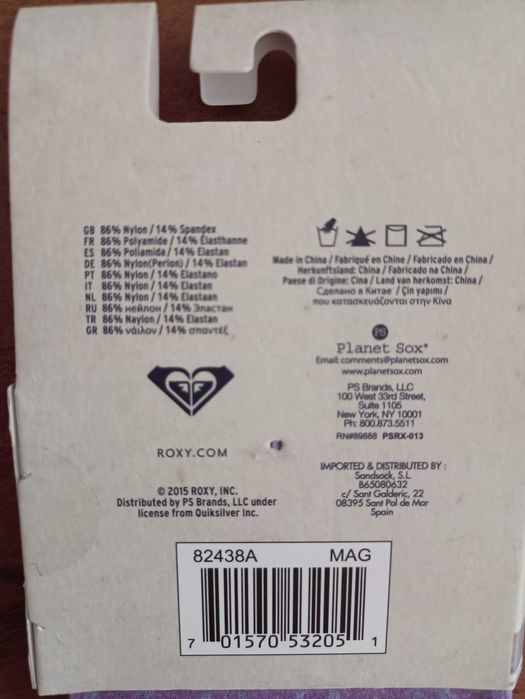 GB 86% Nylon / 14% Spandex
FR 86% Polyamide / 14% Élasthanne
ES 86% Poliamida / 14% Elastan
DE 86% Nylon(Perlon) / 14% Elastan
PT 86% Nylon / 14% Elastano
IT 86% Nylon / 14% Elastan
NL 86% Nylon / 14% Elastaan
RU 86% нейлон / 14% Эластан
TR 86% Naylon / 14% Elastan
GR 86% νάιλον / 14% σπαντέξ
ROXY.COM
© 2015 ROXY, INC.
Distributed by PS Brands, LLC under
license from Quiksilver Inc.
Made in China / Fabriqué en Chine / Fabricado en China /
Herkunftsland: China / Fabricado na China /
Paese di Origine: Cina / Land van herkomst: China /
Сделано в Китае / Çin yapımı /
που κατασκευάζονται στην Κίνα
PS
Planet Sox®
Email: comments@planetsox.com
www.planetsox.com
PS Brands, LLC
100 West 33rd Street,
Suite 1105
New York, NY 10001
Ph: 800.873.5511
RN#89888 PSRX-013
IMPORTED & DISTRIBUTED BY :
Sandsock, S.L
B65080632
c/ Sant Galderic, 22
08395 Sant Pol de Mar
Spain
82438A MAG
7 01570 53205 1